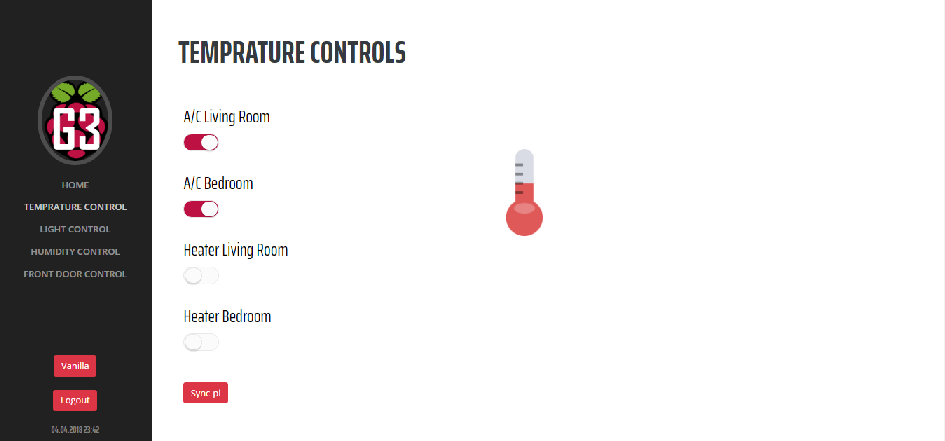 G3
HOME
TEMPRATURE CONTROL
LIGHT CONTROL
HUMIDITY CONTROL
FRONT DOOR CONTROL
Vanilla
Logout
04.04.2018 23:42
TEMPRATURE CONTROLS
A/C Living Room
A/C Bedroom
Heater Living Room
Heater Bedroom
Sync pi